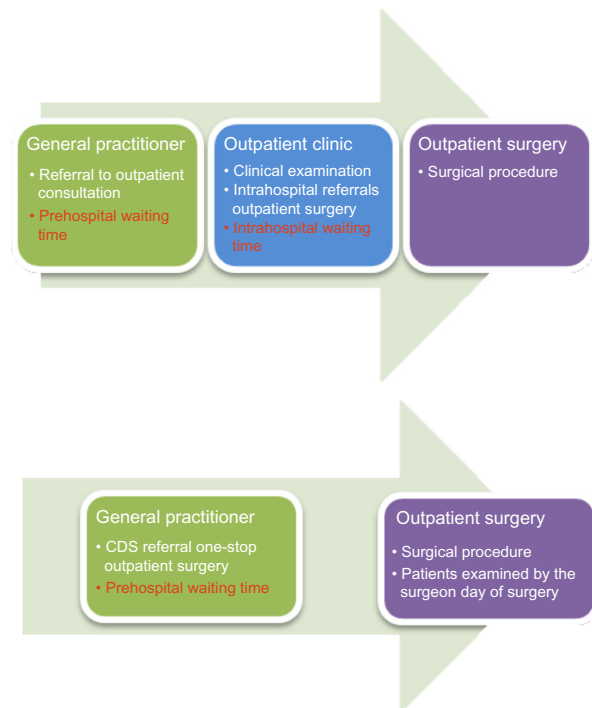 General practitioner
• Referral to outpatient
consultation
• Prehospital waiting
time
Outpatient clinic
• Clinical examination
• Intrahospital referrals
outpatient surgery
• Intrahospital waiting
time
Outpatient surgery
• Surgical procedure
General practitioner
• CDS referral one-stop
outpatient surgery
• Prehospital waiting time
Outpatient surgery
• Surgical procedure
• Patients examined by the
surgeon day of surgery